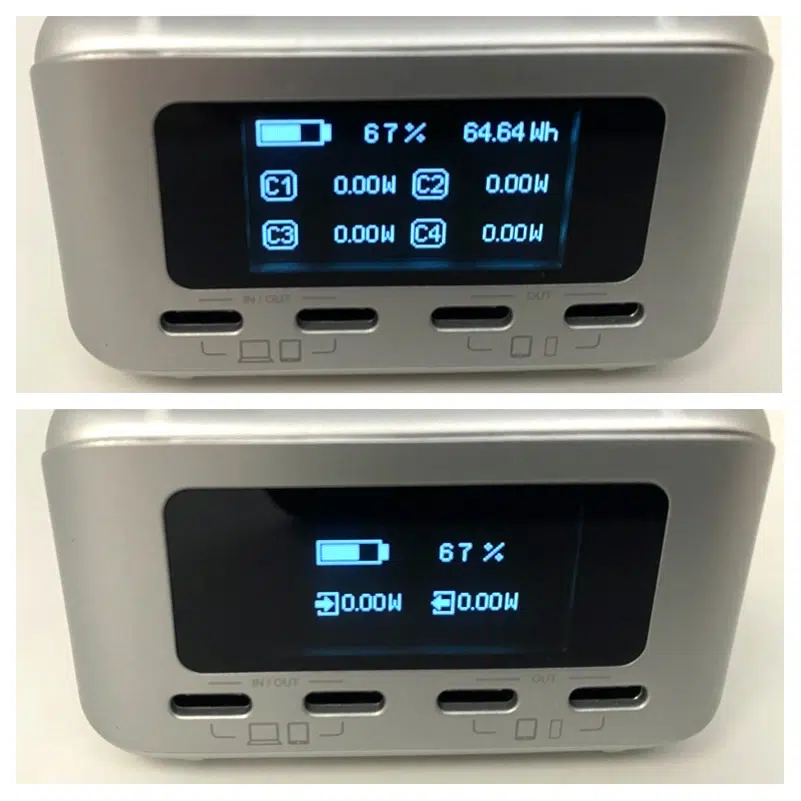 67% 64.64Wh
C1 0.00W C2 0.00W
C3 0.00W C4 0.00W
IN / OUT OUT
67%
0.00W 0.00W
IN / OUT OUT